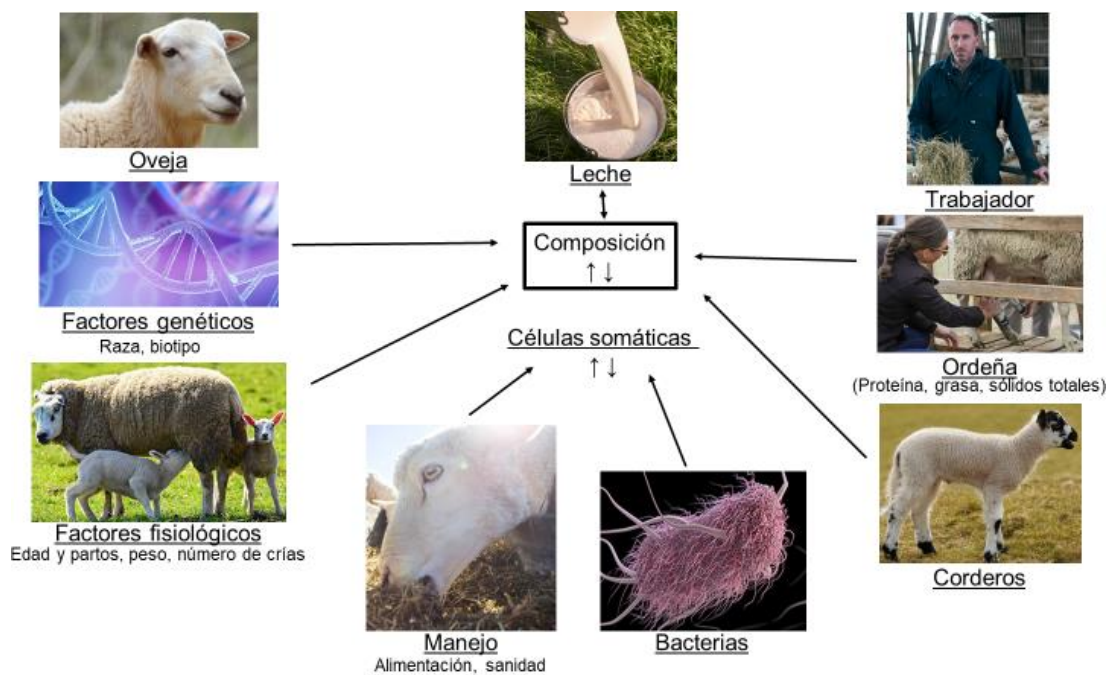 Oveja
Leche
Trabajador
Composición
↑ ↓
Factores genéticos
Raza, biotipo
Células somáticas
↑ ↓
Ordeña
(Proteína, grasa, sólidos totales)
Factores fisiológicos
Edad y partos, peso, número de crías
Corderos
Manejo
Alimentación, sanidad
Bacterias